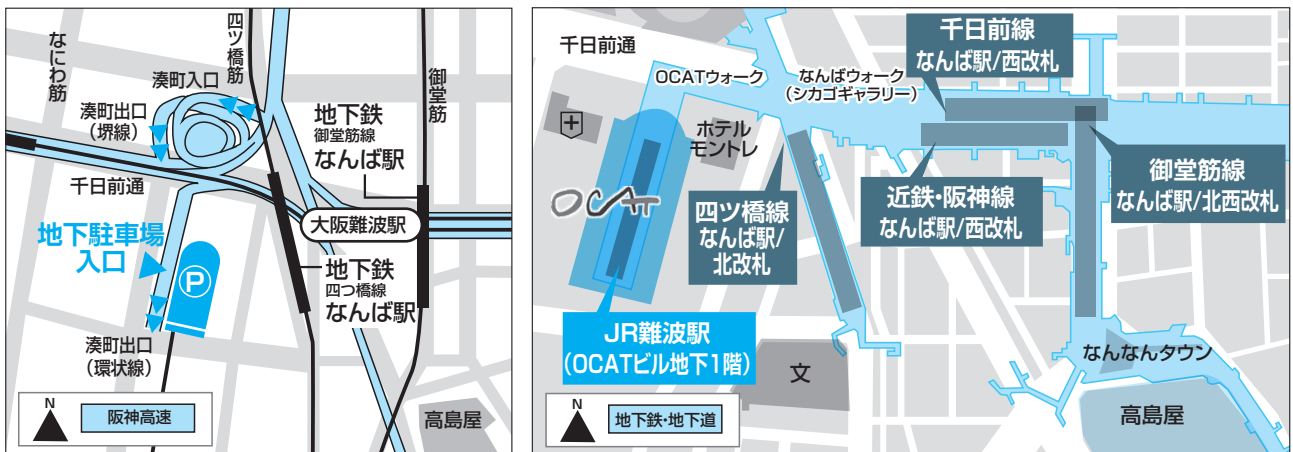 なにわ筋
四ツ橋筋
御堂筋
湊町入口
湊町出口
(堺線)
千日前通
地下鉄
御堂筋線
なんば駅
大阪難波駅
地下駐車場
入口
P
地下鉄
四つ橋線
なんば駅
湊町出口
(環状線)
高島屋
N
阪神高速
千日前通
OCATウォーク
なんばウォーク
(シカゴギャラリー)
千日前線
なんば駅/西改札
ホテル
モントレ
OCAT
四ツ橋線
なんば駅/
北改札
近鉄・阪神線
なんば駅/西改札
御堂筋線
なんば駅/北西改札
JR難波駅
(OCATビル地下1階)
文
なんなんタウン
高島屋
N
地下鉄・地下道